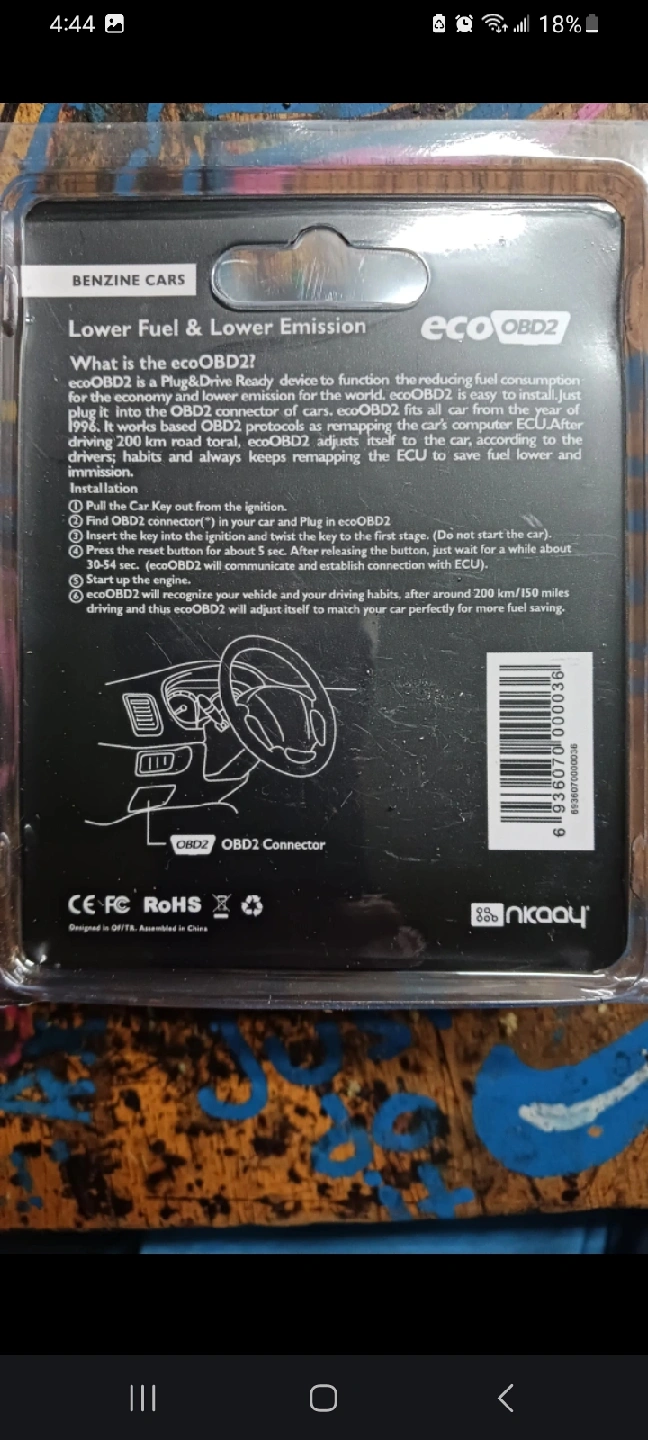 4:44
18%
BENZINE CARS
Lower Fuel & Lower Emission
eco OBD2
What is the ecoOBD2?
ecoOBD2 is a Plug&Drive Ready device to function the reducing fuel consumption
for the economy and lower emission for the world. ecoOBD2 is easy to install.Just
plug it into the OBD2 connector of cars. ecoOBD2 fits all car from the year of
1996. It works based OBD2 protocols as remapping the car's computer ECU.After
driving 200 km road toral, ecoOBD2 adjusts itself to the car, according to the
drivers; habits and always keeps remapping the ECU to save fuel lower and
immission.
Installation
① Pull the Car Key out from the ignition.
② Find OBD2 connector(*) in your car and Plug in ecoOBD2
③ Insert the key into the ignition and twist the key to the first stage. (Do not start the car).
④ Press the reset button for about 5 sec. After releasing the button, just wait for a while about
30-54 sec. (ecoOBD2 will communicate and establish connection with ECU).
⑤ Start up the engine.
⑥ ecoOBD2 will recognize your vehicle and your driving habits, after around 200 km/150 miles
driving and thus ecoOBD2 will adjust itself to match your car perfectly for more fuel saving.
6 936070 000036
6936070000036
OBD2 OBD2 Connector
CE FC RoHS
nkaay
Designed in OF/TR. Assembled in China
Just
do
it